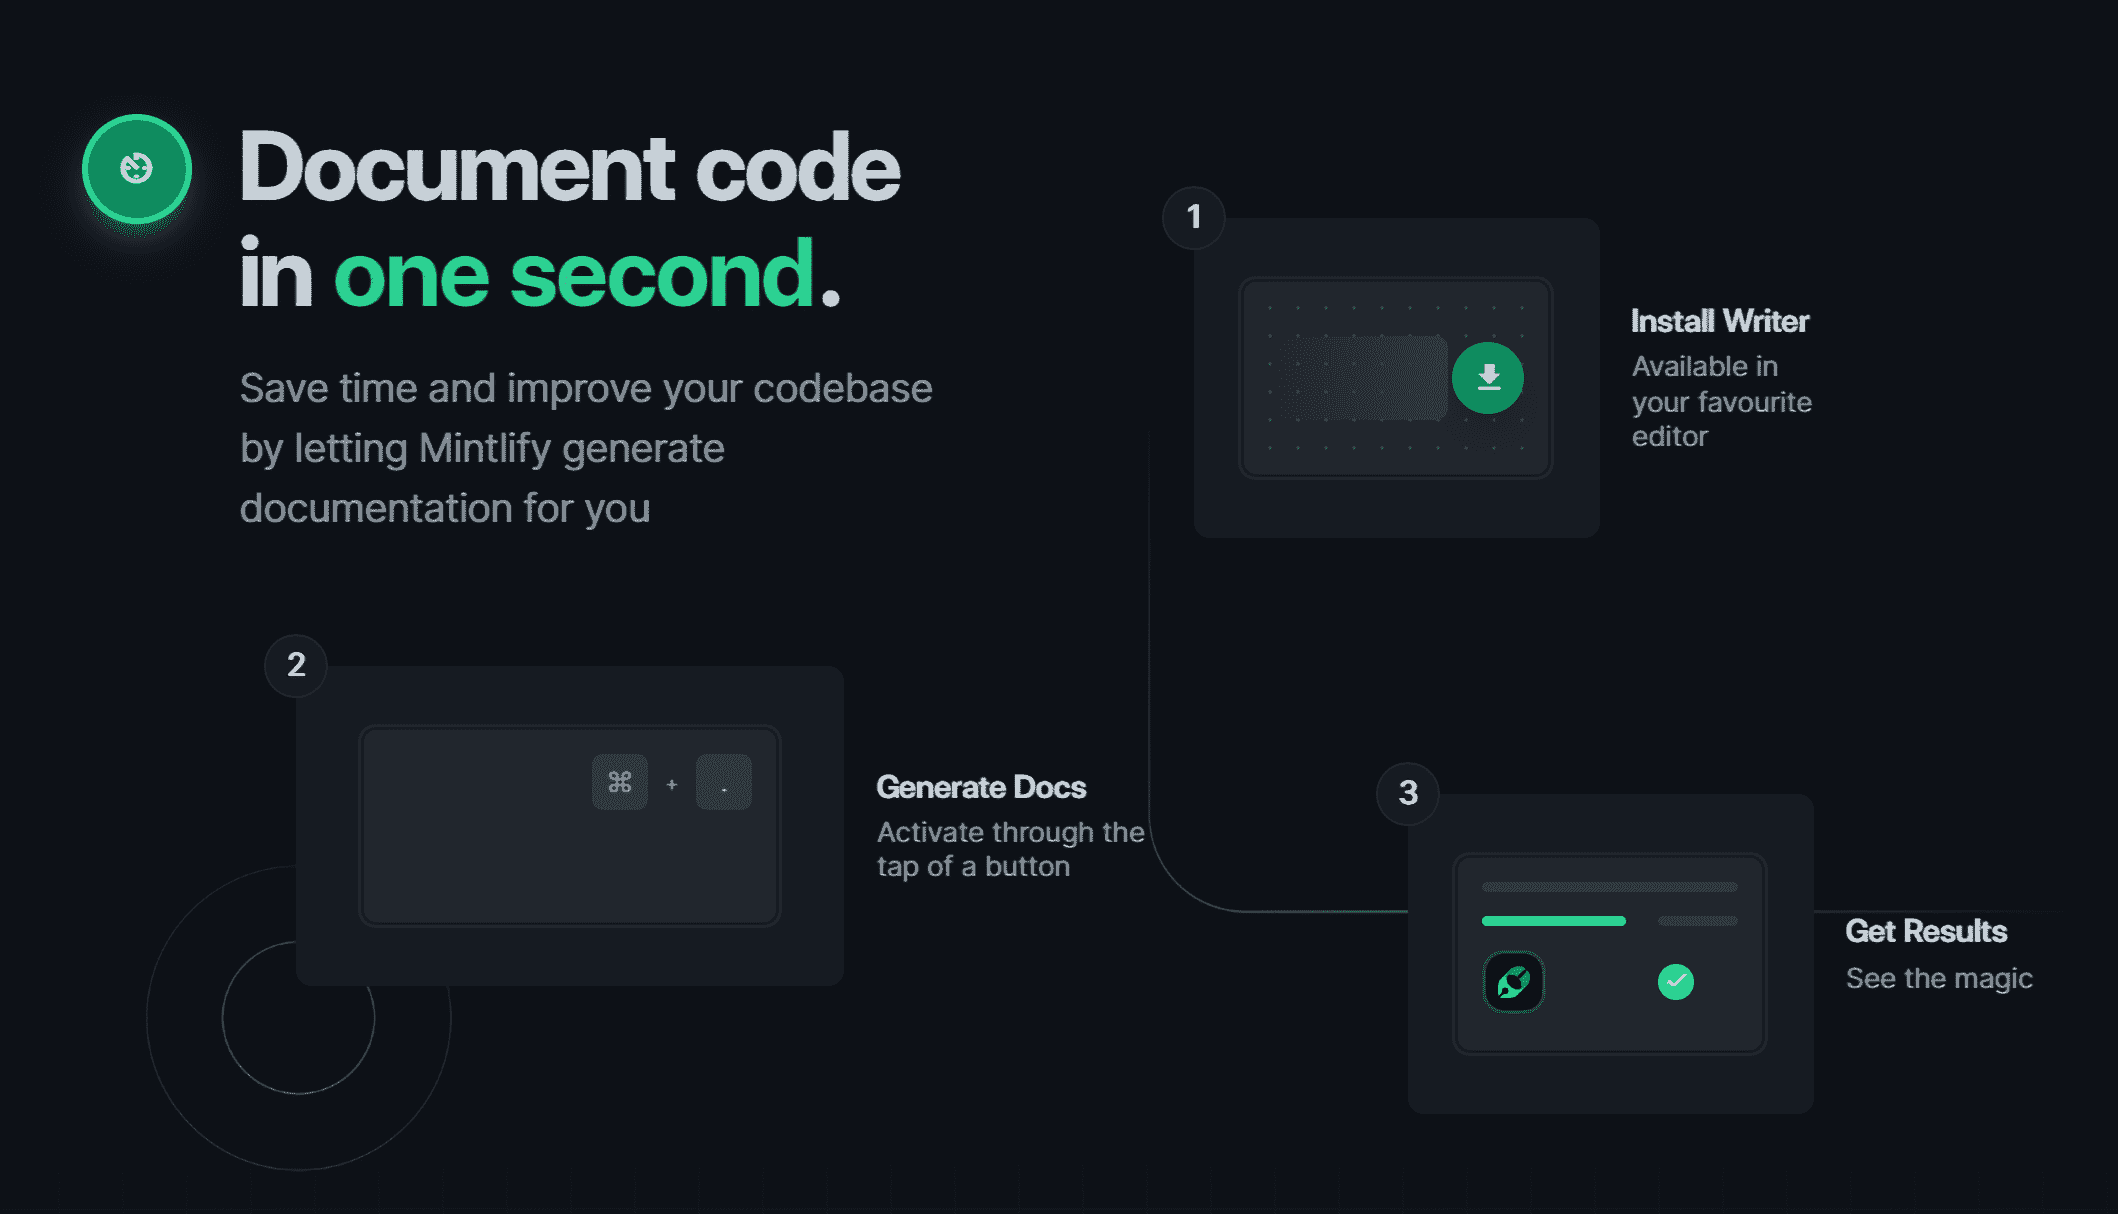 Document code
in one second.
Save time and improve your codebase
by letting Mintlify generate
documentation for you
1
Install Writer
Available in
your favourite
editor
2
⌘ + .
Generate Docs
Activate through the
tap of a button
3
Get Results
See the magic